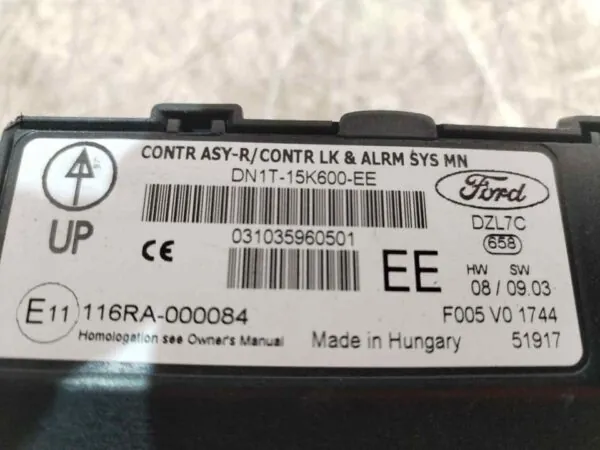 CONTR ASY-R/CONTR LK & ALRM SYS MN
DN1T-15K600-EE
Ford
UP
031035960501
DZL7C
658
CE
EE
HW SW
08 / 09.03
E11 116RA-000084
F005 V0 1744
Homologation see Owner's Manual
Made in Hungary
51917